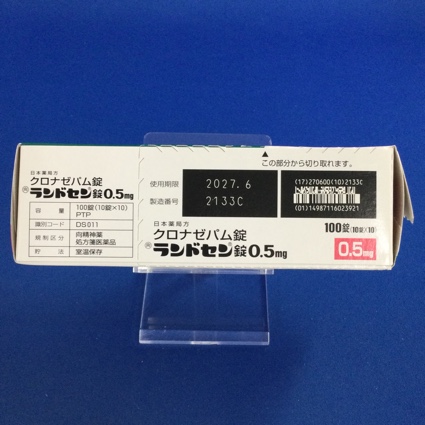 日本薬局方
クロナゼパム錠
ランドセン錠0.5mg
容量 100錠(10錠×10)
PTP
識別コード DS011
規制区分 向精神薬
処方箋医薬品
貯法 室温保存
△この部分から切り取れます。
使用期限 2027.6
製造番号 2133C
(17)270600(10)2133C
(01)14987116023921
日本薬局方
クロナゼパム錠
ランドセン錠0.5mg
100錠(10錠×10)
0.5mg